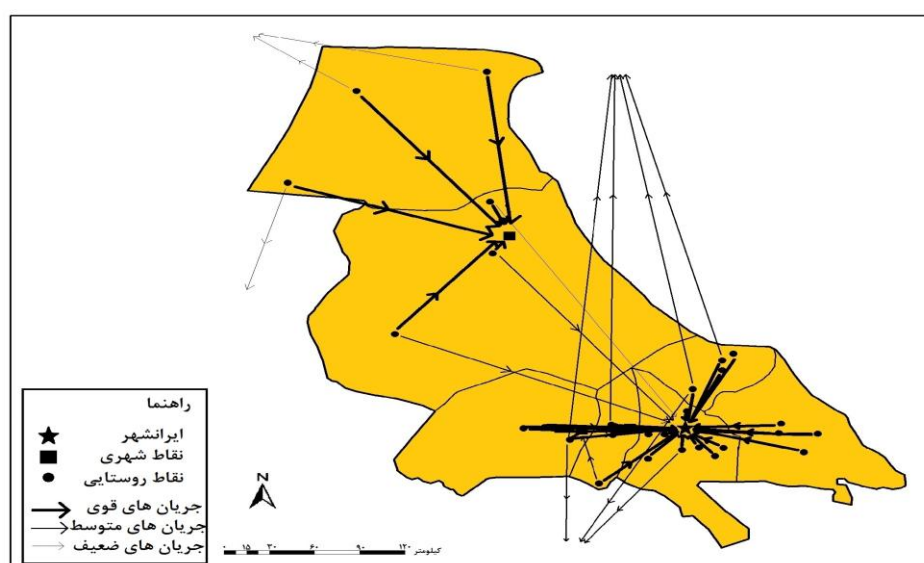 N
راهنما
ایرانشهر
نقاط شهری
نقاط روستایی
جریان های قوی
جریان های متوسط
جریان های ضعیف
۰ ۱۵ ۳۰ ۶۰ ۹۰ ۱۲۰ کیلومتر